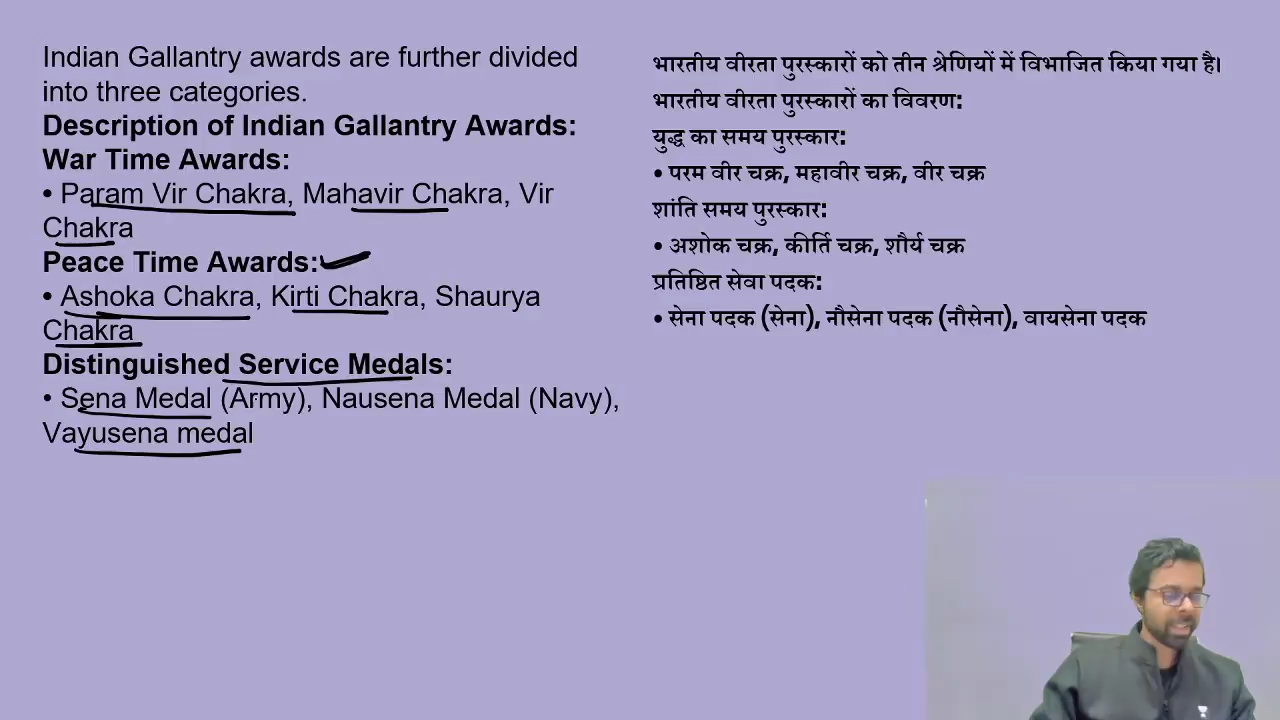 Indian Gallantry awards are further divided
into three categories.
Description of Indian Gallantry Awards:
War Time Awards:
• Param Vir Chakra, Mahavir Chakra, Vir
Chakra
Peace Time Awards:
• Ashoka Chakra, Kirti Chakra, Shaurya
Chakra
Distinguished Service Medals:
• Sena Medal (Army), Nausena Medal (Navy),
Vayusena medal
भारतीय वीरता पुरस्कारों को तीन श्रेणियों में विभाजित किया गया है।
भारतीय वीरता पुरस्कारों का विवरण:
युद्ध का समय पुरस्कार:
• परम वीर चक्र, महावीर चक्र, वीर चक्र
शांति समय पुरस्कार:
• अशोक चक्र, कीर्ति चक्र, शौर्य चक्र
प्रतिष्ठित सेवा पदक:
• सेना पदक (सेना), नौसेना पदक (नौसेना), वायसेना पदक